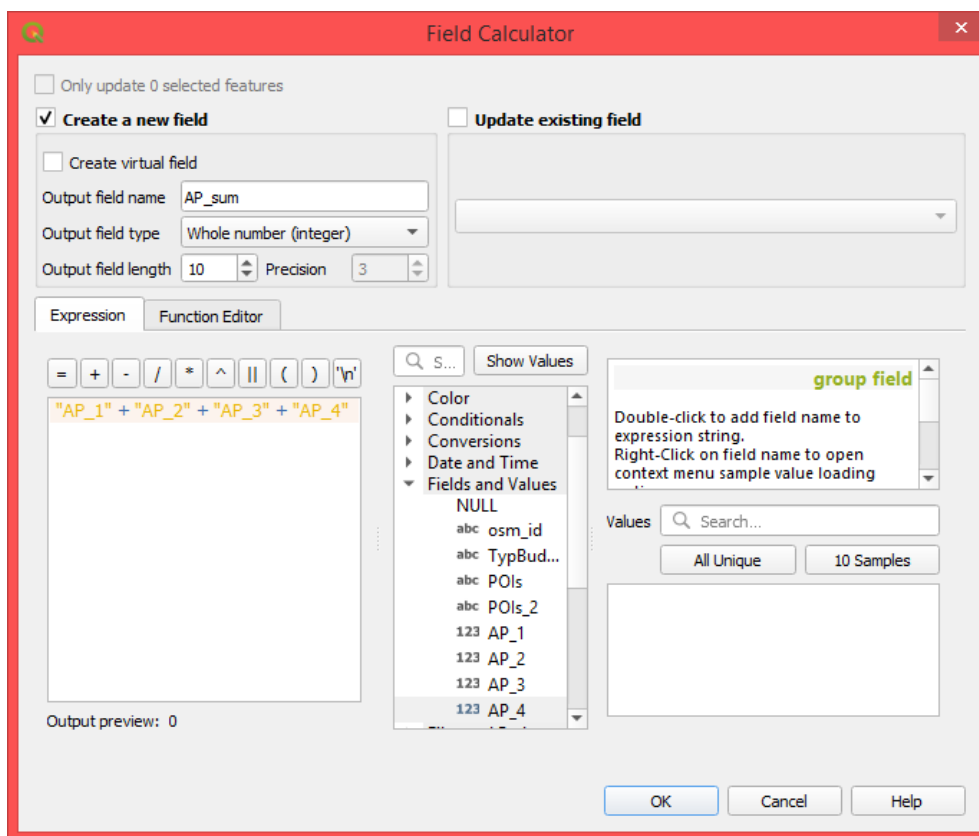 Field Calculator
Only update 0 selected features
Create a new field
Update existing field
Create virtual field
Output field name AP_sum
Output field type Whole number (integer)
Output field length 10 Precision 3
Expression Function Editor
= + - / * ^ || ( ) '\n'
S... Show Values
"AP_1" + "AP_2" + "AP_3" + "AP_4"
Color
Conditionals
Conversions
Date and Time
Fields and Values
NULL
abc osm_id
abc TypBud...
abc POIs
abc POIs_2
123 AP_1
123 AP_2
123 AP_3
123 AP_4
group field
Double-click to add field name to
expression string.
Right-Click on field name to open
context menu sample value loading
Values Search...
All Unique 10 Samples
Output preview: 0
OK Cancel Help